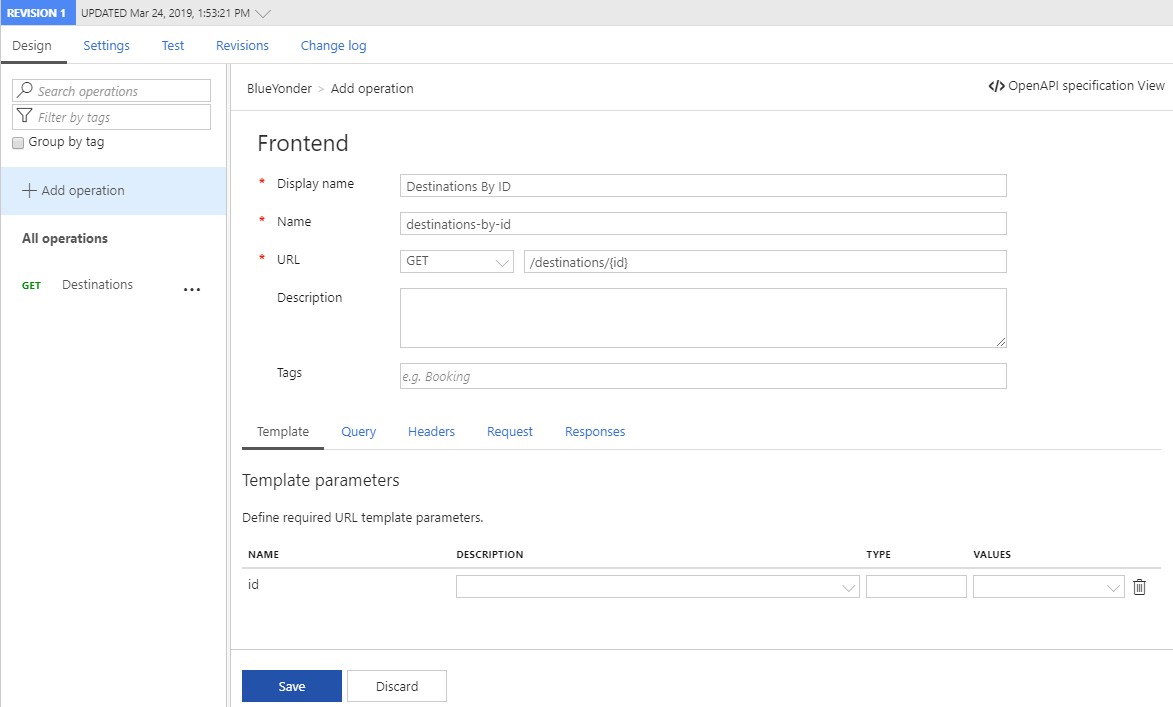 REVISION 1 UPDATED Mar 24, 2019, 1:53:21 PM
Design Settings Test Revisions Change log
Search operations
Filter by tags
Group by tag
Add operation
All operations
GET Destinations ...
BlueYonder > Add operation
</> OpenAPI specification View
Frontend
* Display name Destinations By ID
* Name destinations-by-id
* URL GET /destinations/{id}
Description
Tags e.g. Booking
Template Query Headers Request Responses
Template parameters
Define required URL template parameters.
NAME DESCRIPTION TYPE VALUES
id
Save Discard